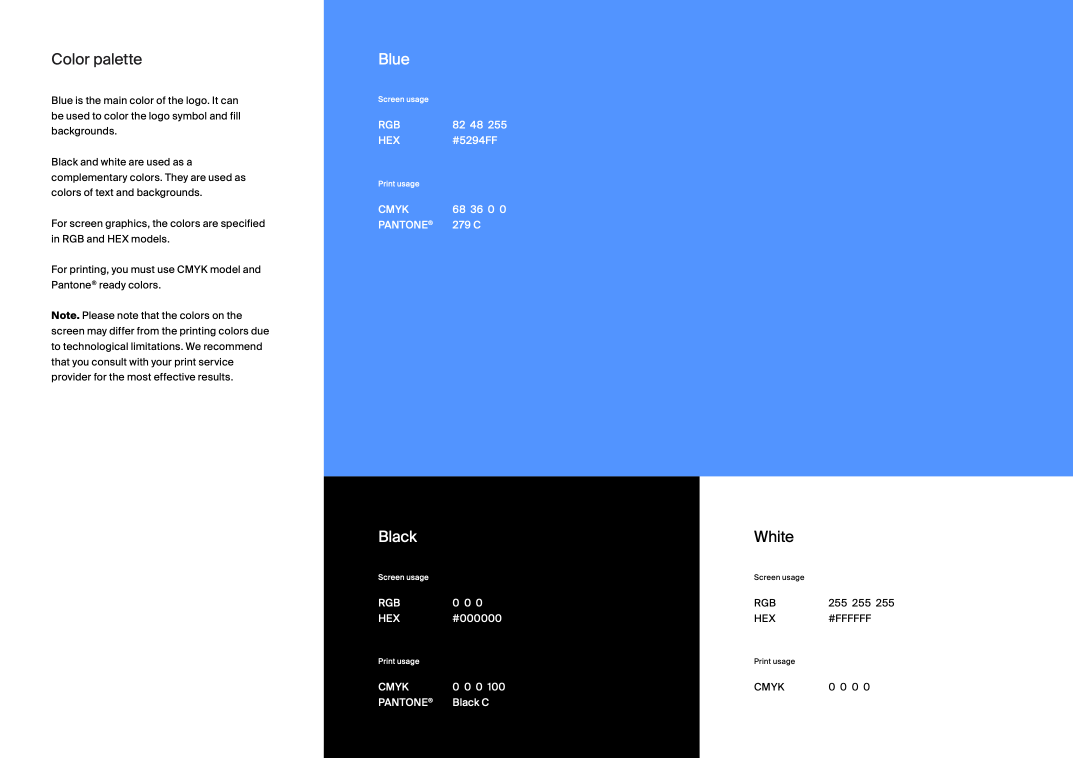 Color palette
Blue is the main color of the logo. It can
be used to color the logo symbol and fill
backgrounds.
Black and white are used as a
complementary colors. They are used as
colors of text and backgrounds.
For screen graphics, the colors are specified
in RGB and HEX models.
For printing, you must use CMYK model and
Pantone® ready colors.
Note. Please note that the colors on the
screen may differ from the printing colors due
to technological limitations. We recommend
that you consult with your print service
provider for the most effective results.
Blue
Screen usage
RGB 82 48 255
HEX #5294FF
Print usage
CMYK 68 36 0 0
PANTONE® 279 C
Black
Screen usage
RGB 0 0 0
HEX #000000
Print usage
CMYK 0 0 0 100
PANTONE® Black C
White
Screen usage
RGB 255 255 255
HEX #FFFFFF
Print usage
CMYK 0 0 0 0